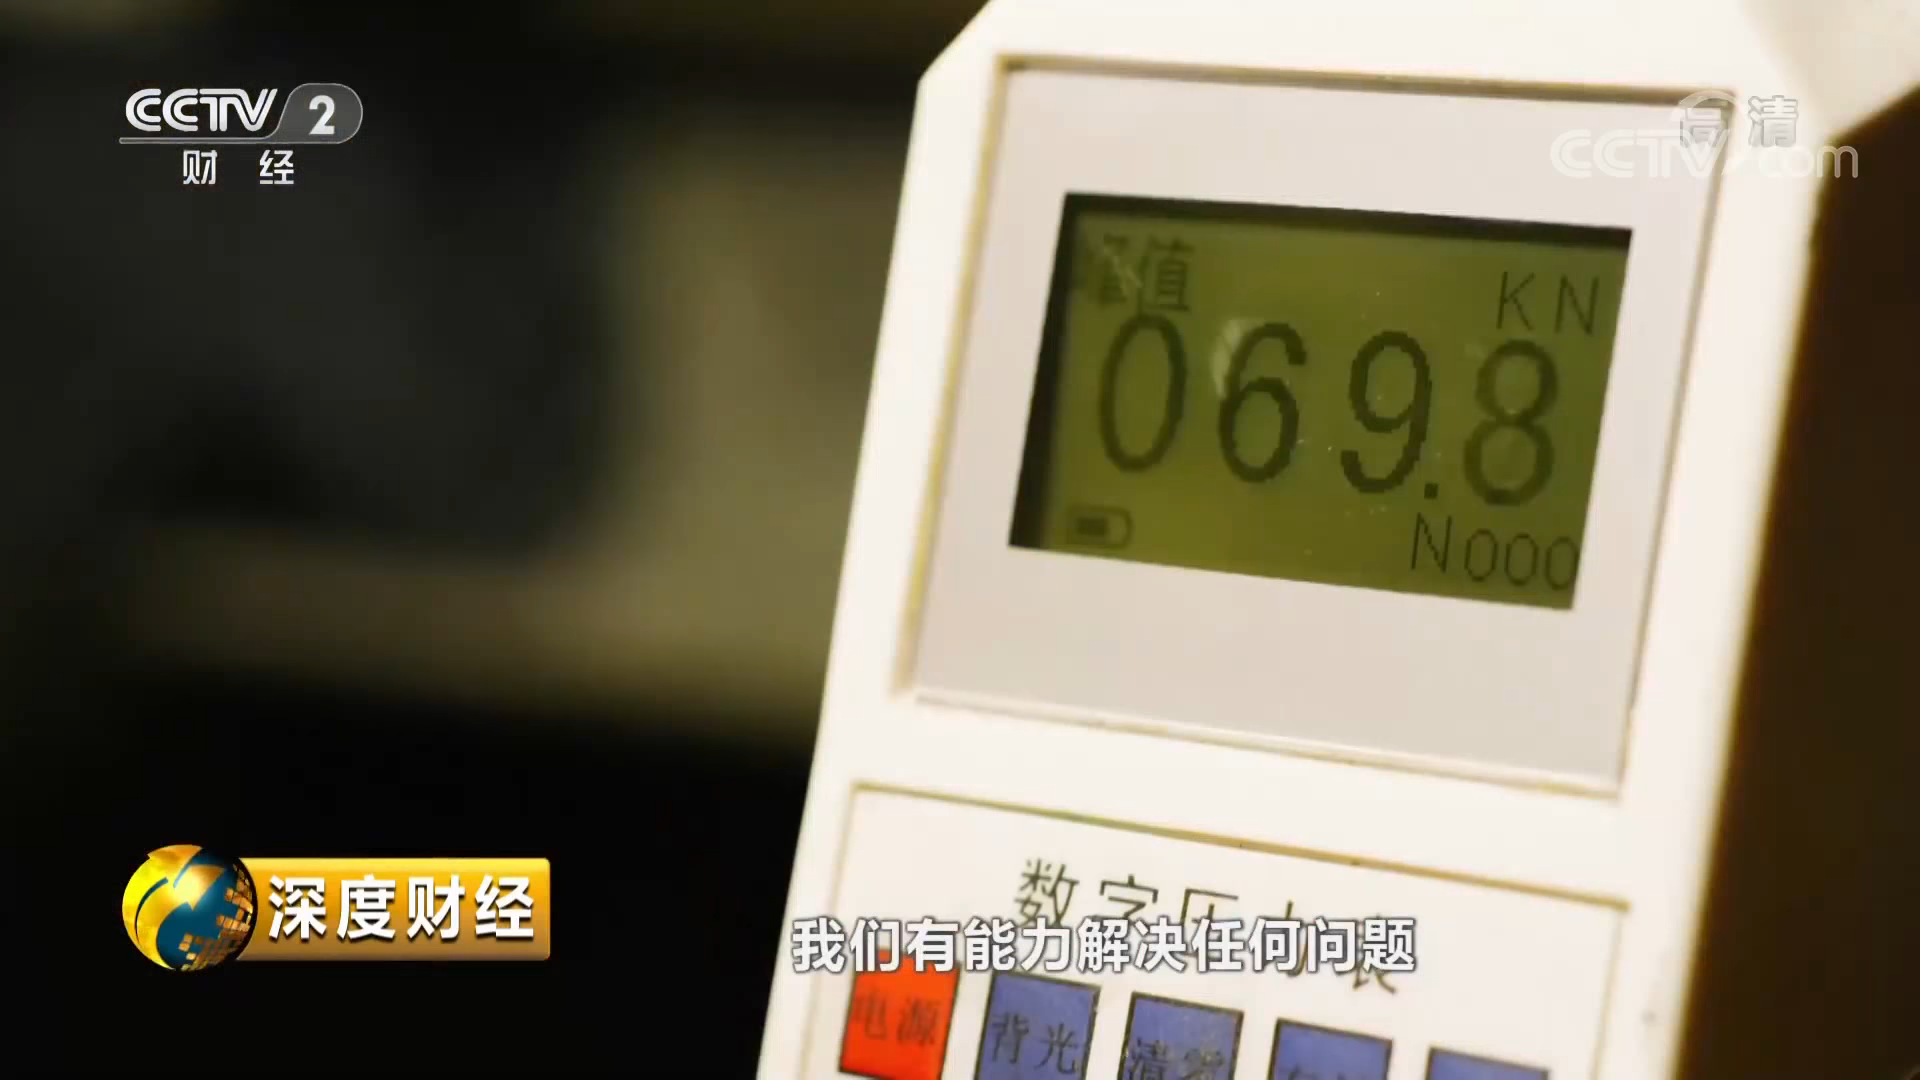 CCTV 2
财 经
高清
CCTV.com
峰值
KN
069.8
N000
数字压力表
深度财经
我们有能力解决任何问题
电源
背光
清零